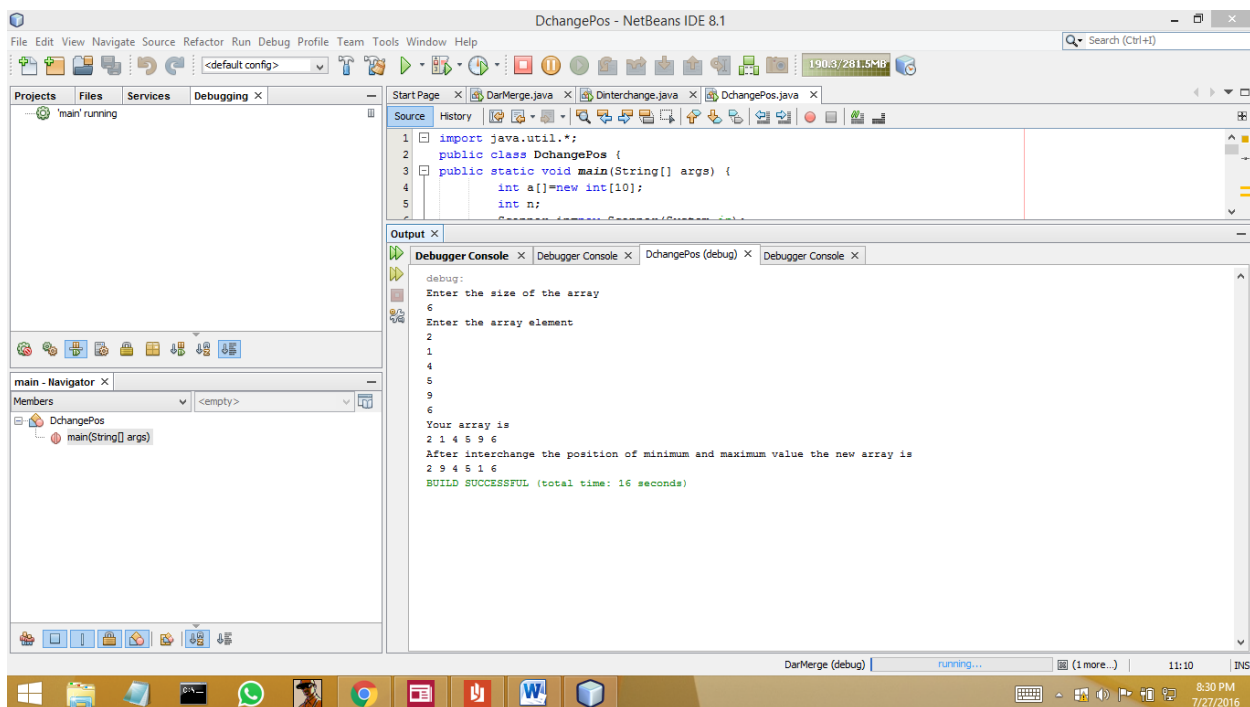 DchangePos - NetBeans IDE 8.1
File Edit View Navigate Source Refactor Run Debug Profile Team Tools Window Help
Search (Ctrl+I)
<default config>
190.3/281.5MB
Projects Files Services Debugging
'main' running
Start Page DarMerge.java Dinterchange.java DchangePos.java
Source History
1 import java.util.*;
2 public class DchangePos {
3 public static void main(String[] args) {
4 int a[]=new int[10];
5 int n;
Output
Debugger Console Debugger Console DchangePos (debug) Debugger Console
debug:
Enter the size of the array
6
Enter the array element
2
1
4
5
9
6
Your array is
2 1 4 5 9 6
After interchange the position of minimum and maximum value the new array is
2 9 4 5 1 6
BUILD SUCCESSFUL (total time: 16 seconds)
main - Navigator
Members <empty>
DchangePos
main(String[] args)
DarMerge (debug) running... (1 more...) 11:10 INS
8:30 PM
7/27/2016